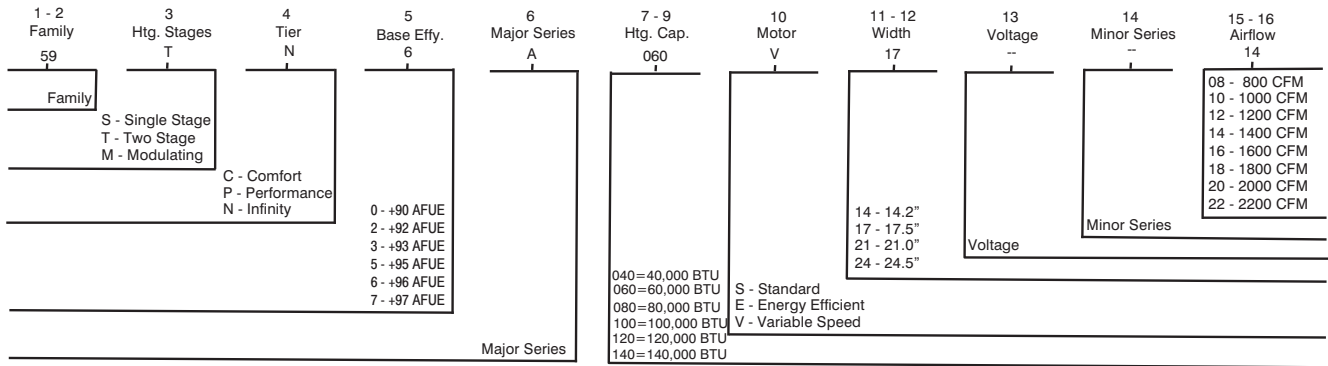 1 - 2
Family
59
3
Htg. Stages
T
4
Tier
N
5
Base Effy.
6
6
Major Series
A
7 - 9
Htg. Cap.
060
10
Motor
V
11 - 12
Width
17
13
Voltage
--
14
Minor Series
--
15 - 16
Airflow
14
Family
S - Single Stage
T - Two Stage
M - Modulating
C - Comfort
P - Performance
N - Infinity
0 - +90 AFUE
2 - +92 AFUE
3 - +93 AFUE
5 - +95 AFUE
6 - +96 AFUE
7 - +97 AFUE
Major Series
040=40,000 BTU
060=60,000 BTU
080=80,000 BTU
100=100,000 BTU
120=120,000 BTU
140=140,000 BTU
S - Standard
E - Energy Efficient
V - Variable Speed
14 - 14.2”
17 - 17.5”
21 - 21.0”
24 - 24.5”
Voltage
Minor Series
08 - 800 CFM
10 - 1000 CFM
12 - 1200 CFM
14 - 1400 CFM
16 - 1600 CFM
18 - 1800 CFM
20 - 2000 CFM
22 - 2200 CFM